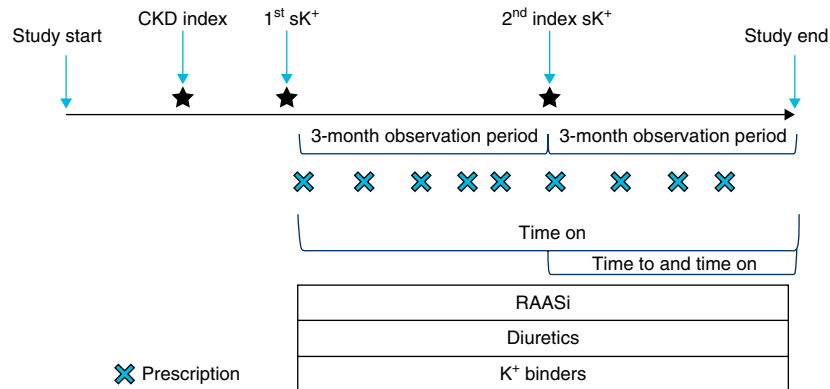 Study start
CKD index
1st sK+
2nd index sK+
Study end
3-month observation period
3-month observation period
Time on
Time to and time on
RAASi
Diuretics
K+ binders
Prescription